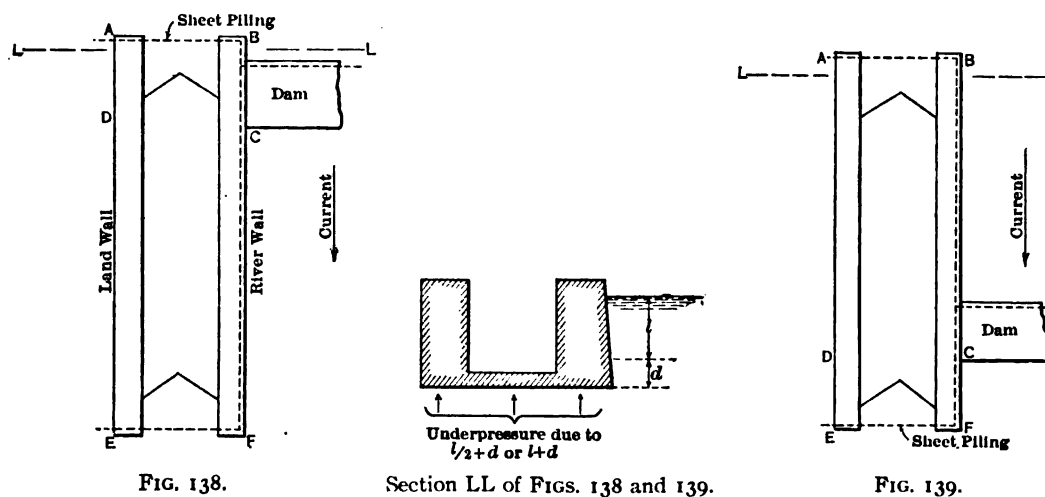 Sheet Piling
A
B
L
L
Dam
D
C
Land Wall
River Wall
Current
E
F
FIG. 138.
l
d
Underpressure due to
l/2+d or l+d
Section LL of FIGS. 138 and 139.
A
B
L
Current
Dam
D
C
E
F
Sheet Piling
FIG. 139.